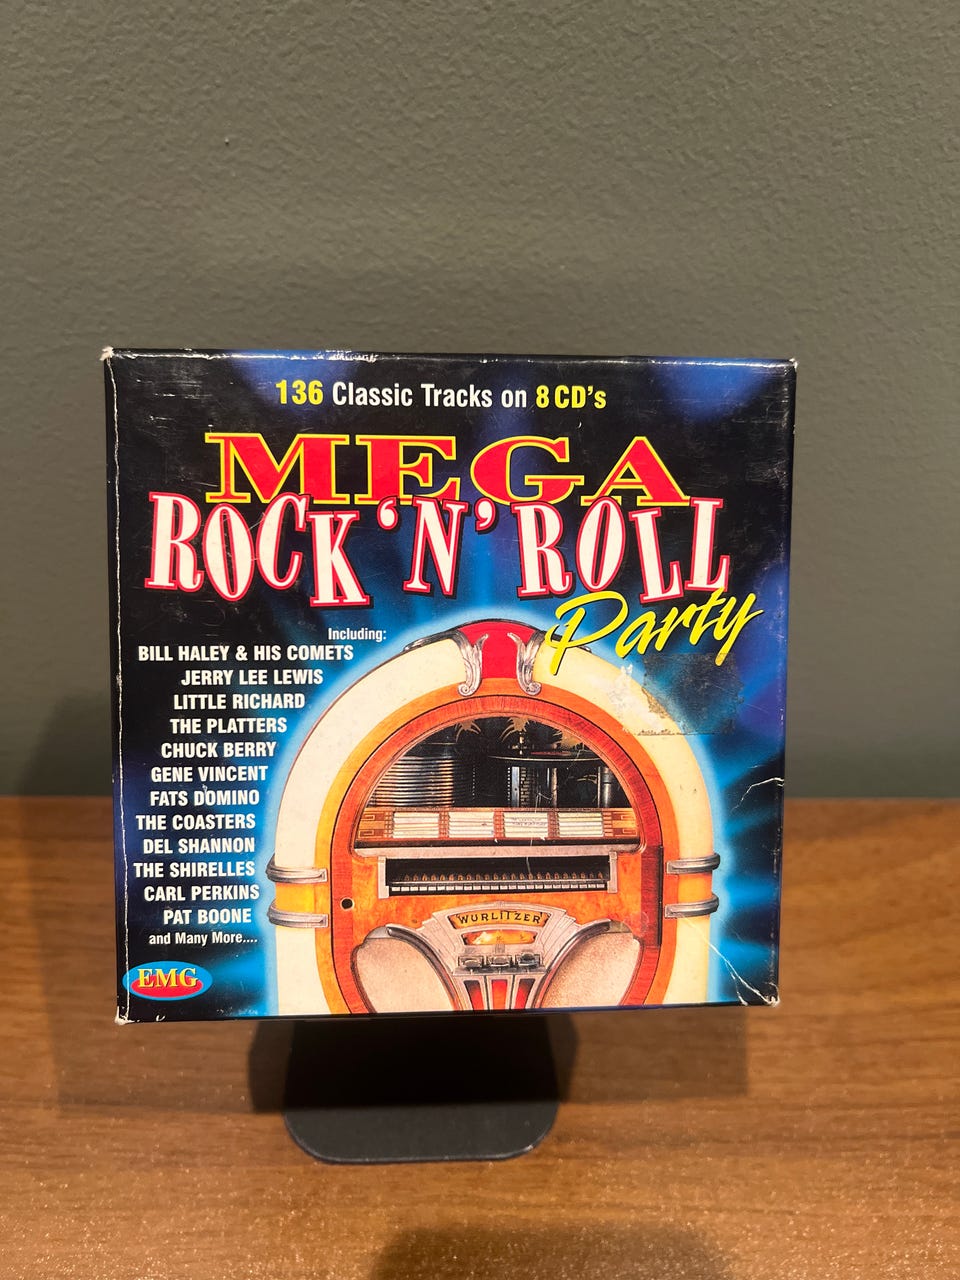 136 Classic Tracks on 8 CD's
MEGA
ROCK 'N' ROLL
Party
Including:
BILL HALEY & HIS COMETS
JERRY LEE LEWIS
LITTLE RICHARD
THE PLATTERS
CHUCK BERRY
GENE VINCENT
FATS DOMINO
THE COASTERS
DEL SHANNON
THE SHIRELLES
CARL PERKINS
PAT BOONE
and Many More....
WURLITZER
EMG